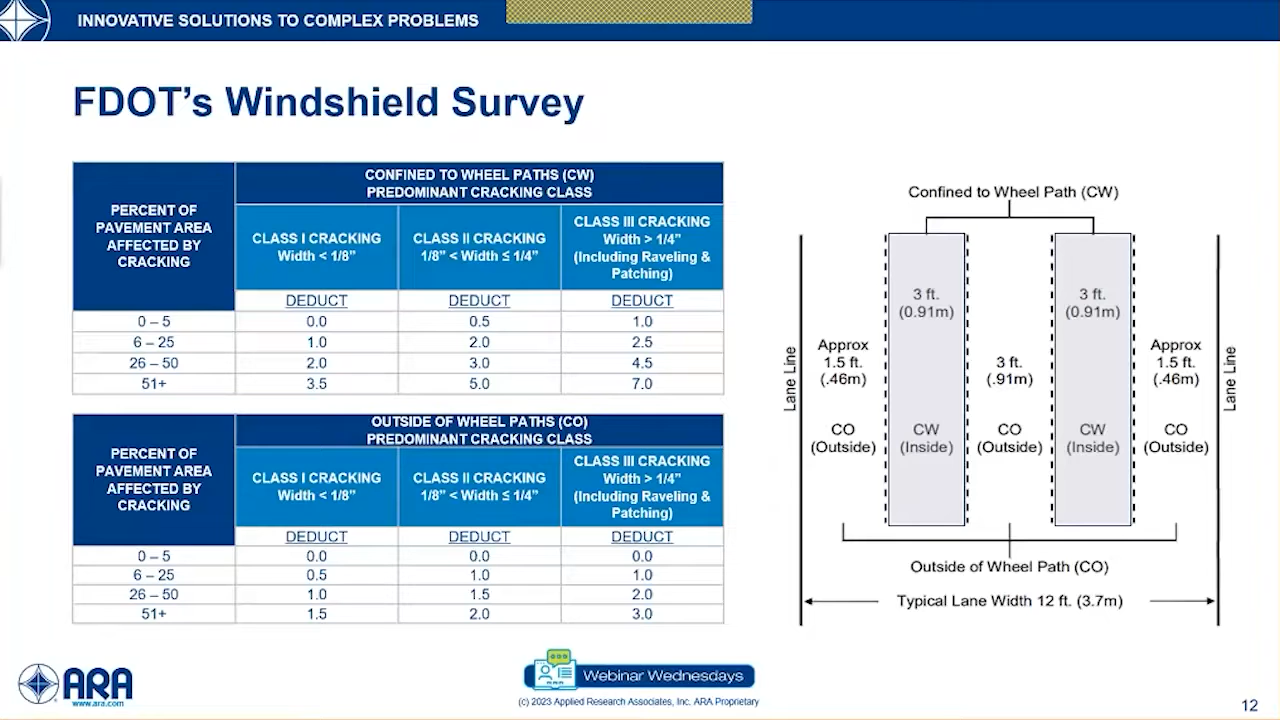 INNOVATIVE SOLUTIONS TO COMPLEX PROBLEMS
FDOT's Windshield Survey
PERCENT OF
PAVEMENT AREA
AFFECTED BY
CRACKING
CONFINED TO WHEEL PATHS (CW)
PREDOMINANT CRACKING CLASS
CLASS I CRACKING
Width < 1/8”
CLASS II CRACKING
1/8” < Width ≤ 1/4”
CLASS III CRACKING
Width > 1/4”
(Including Raveling &
Patching)
DEDUCT DEDUCT DEDUCT
0 – 5 0.0 0.5 1.0
6 – 25 1.0 2.0 2.5
26 – 50 2.0 3.0 4.5
51+ 3.5 5.0 7.0
PERCENT OF
PAVEMENT AREA
AFFECTED BY
CRACKING
OUTSIDE OF WHEEL PATHS (CO)
PREDOMINANT CRACKING CLASS
CLASS I CRACKING
Width < 1/8”
CLASS II CRACKING
1/8” < Width ≤ 1/4”
CLASS III CRACKING
Width > 1/4”
(Including Raveling &
Patching)
DEDUCT DEDUCT DEDUCT
0 – 5 0.0 0.0 0.0
6 – 25 0.5 1.0 1.0
26 – 50 1.0 1.5 2.0
51+ 1.5 2.0 3.0
Confined to Wheel Path (CW)
Lane Line
Approx
1.5 ft.
(.46m)
CO
(Outside)
3 ft.
(0.91m)
CW
(Inside)
3 ft.
(.91m)
CO
(Outside)
3 ft.
(0.91m)
CW
(Inside)
Approx
1.5 ft.
(.46m)
CO
(Outside)
Lane Line
Outside of Wheel Path (CO)
Typical Lane Width 12 ft. (3.7m)
ARA
www.ara.com
Webinar Wednesdays
(c) 2023 Applied Research Associates, Inc. ARA Proprietary
12